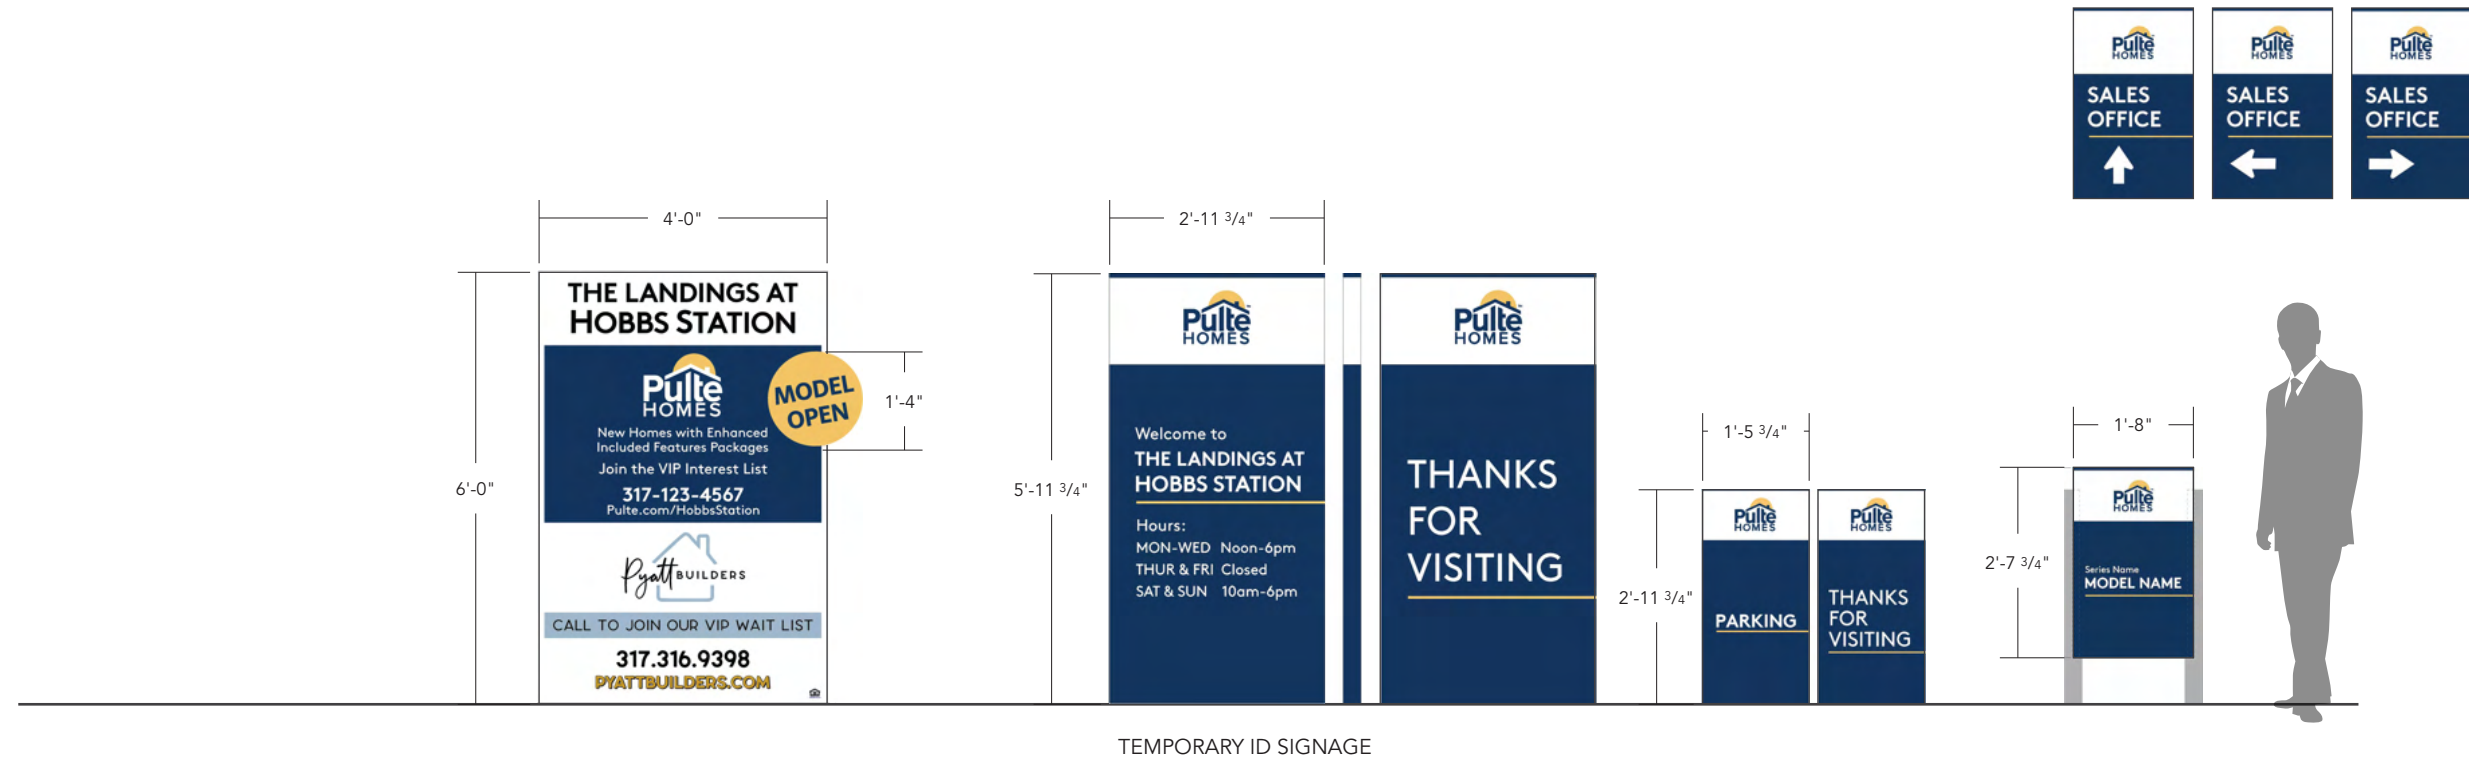 Pulte
HOMES
SALES
OFFICE
Pulte
HOMES
SALES
OFFICE
Pulte
HOMES
SALES
OFFICE
4'-0"
6'-0"
THE LANDINGS AT
HOBBS STATION
Pulte
HOMES
MODEL
OPEN
1'-4"
New Homes with Enhanced
Included Features Packages
Join the VIP Interest List
317-123-4567
Pulte.com/HobbsStation
Pyatt BUILDERS
CALL TO JOIN OUR VIP WAIT LIST
317.316.9398
PYATTBUILDERS.COM
2'-11 3/4"
5'-11 3/4"
Pulte
HOMES
Welcome to
THE LANDINGS AT
HOBBS STATION
Hours:
MON-WED Noon-6pm
THUR & FRI Closed
SAT & SUN 10am-6pm
Pulte
HOMES
THANKS
FOR
VISITING
1'-5 3/4"
2'-11 3/4"
Pulte
HOMES
PARKING
Pulte
HOMES
THANKS
FOR
VISITING
1'-8"
2'-7 3/4"
Pulte
HOMES
Series Name
MODEL NAME
TEMPORARY ID SIGNAGE